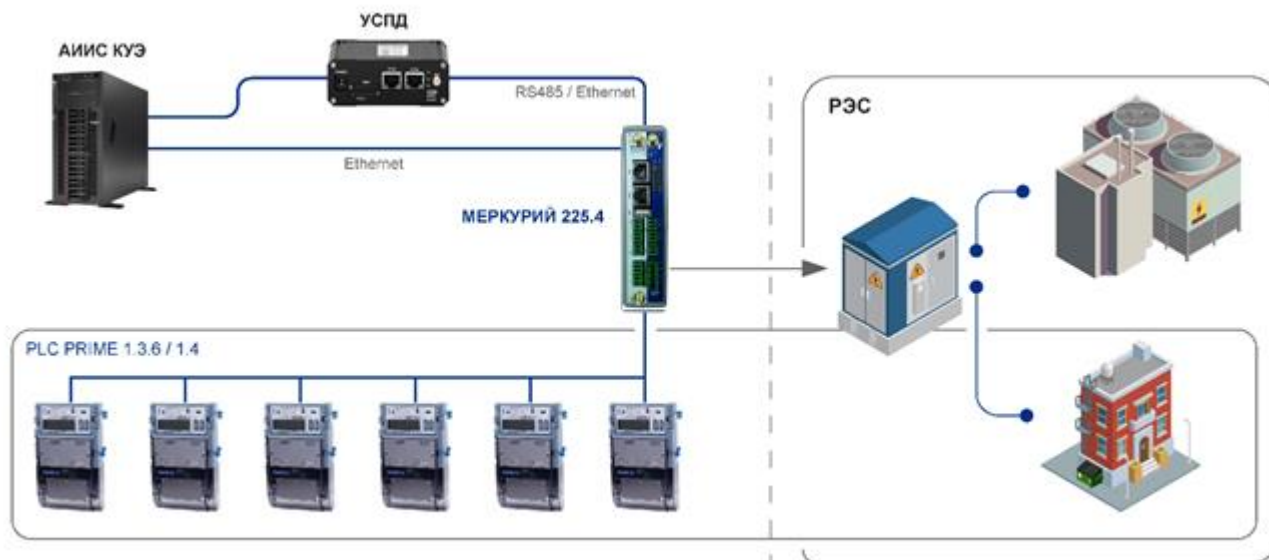 УСПД
АИИС КУЭ
RS485 / Ethernet
РЭС
Ethernet
МЕРКУРИЙ 225.4
PLC PRIME 1.3.6 / 1.4